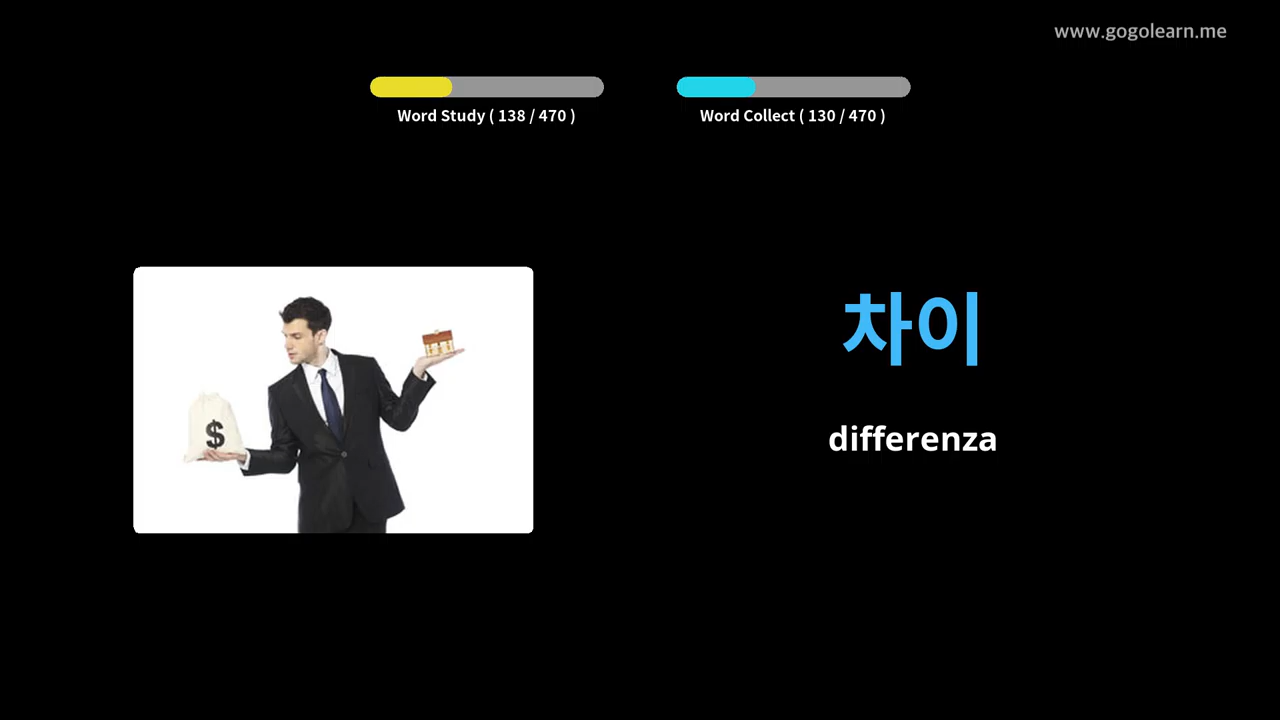 www.gogolearn.me
Word Study ( 138 / 470 )
Word Collect ( 130 / 470 )
$
차이
differenza